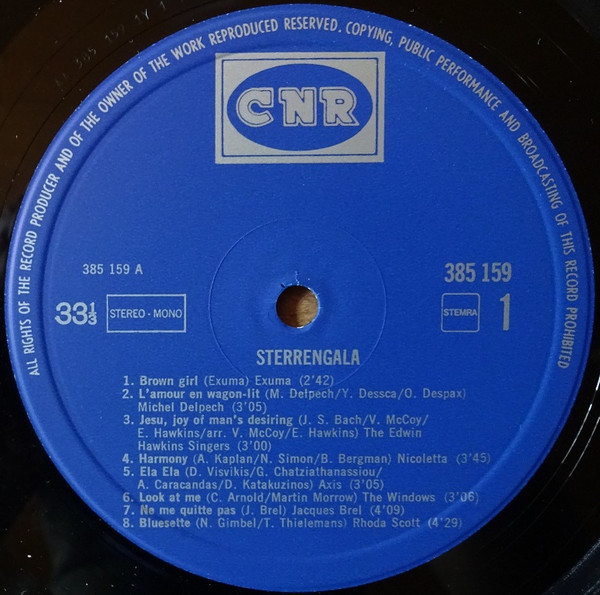 ALL RIGHTS OF THE RECORD PRODUCER AND OF THE OWNER OF THE WORK REPRODUCED RESERVED. COPYING, PUBLIC PERFORMANCE AND BROADCASTING OF THIS RECORD PROHIBITED
CNR
385 159 A
385 159
33 1/3 STEREO - MONO
STEMRA 1
STERRENGALA
1. Brown girl (Exuma) Exuma (2'42)
2. L'amour en wagon-lit (M. Delpech/Y. Dessca/O. Despax)
Michel Delpech (3'05)
3. Jesu, joy of man's desiring (J. S. Bach/V. McCoy/
E. Hawkins/arr. V. McCoy/E. Hawkins) The Edwin
Hawkins Singers (3'00)
4. Harmony (A. Kaplan/N. Simon/B. Bergman) Nicoletta (3'45)
5. Ela Ela (D. Visvikis/G. Chatziathanassiou/
A. Caracandas/D. Katakuzinos) Axis (3'05)
6. Look at me (C. Arnold/Martin Morrow) The Windows (3'06)
7. Ne me quitte pas (J. Brel) Jacques Brel (4'09)
8. Bluesette (N. Gimbel/T. Thielemans) Rhoda Scott (4'29)